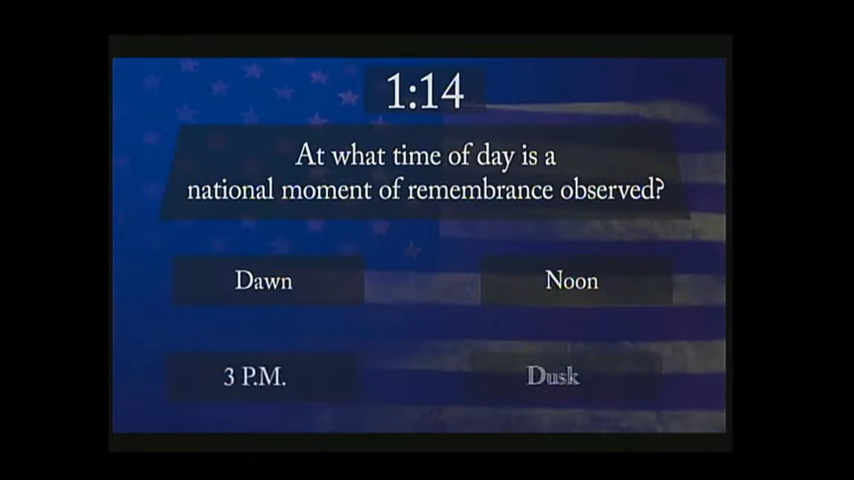 1:14
At what time of day is a
national moment of remembrance observed?
Dawn
Noon
3 P.M.
Dusk